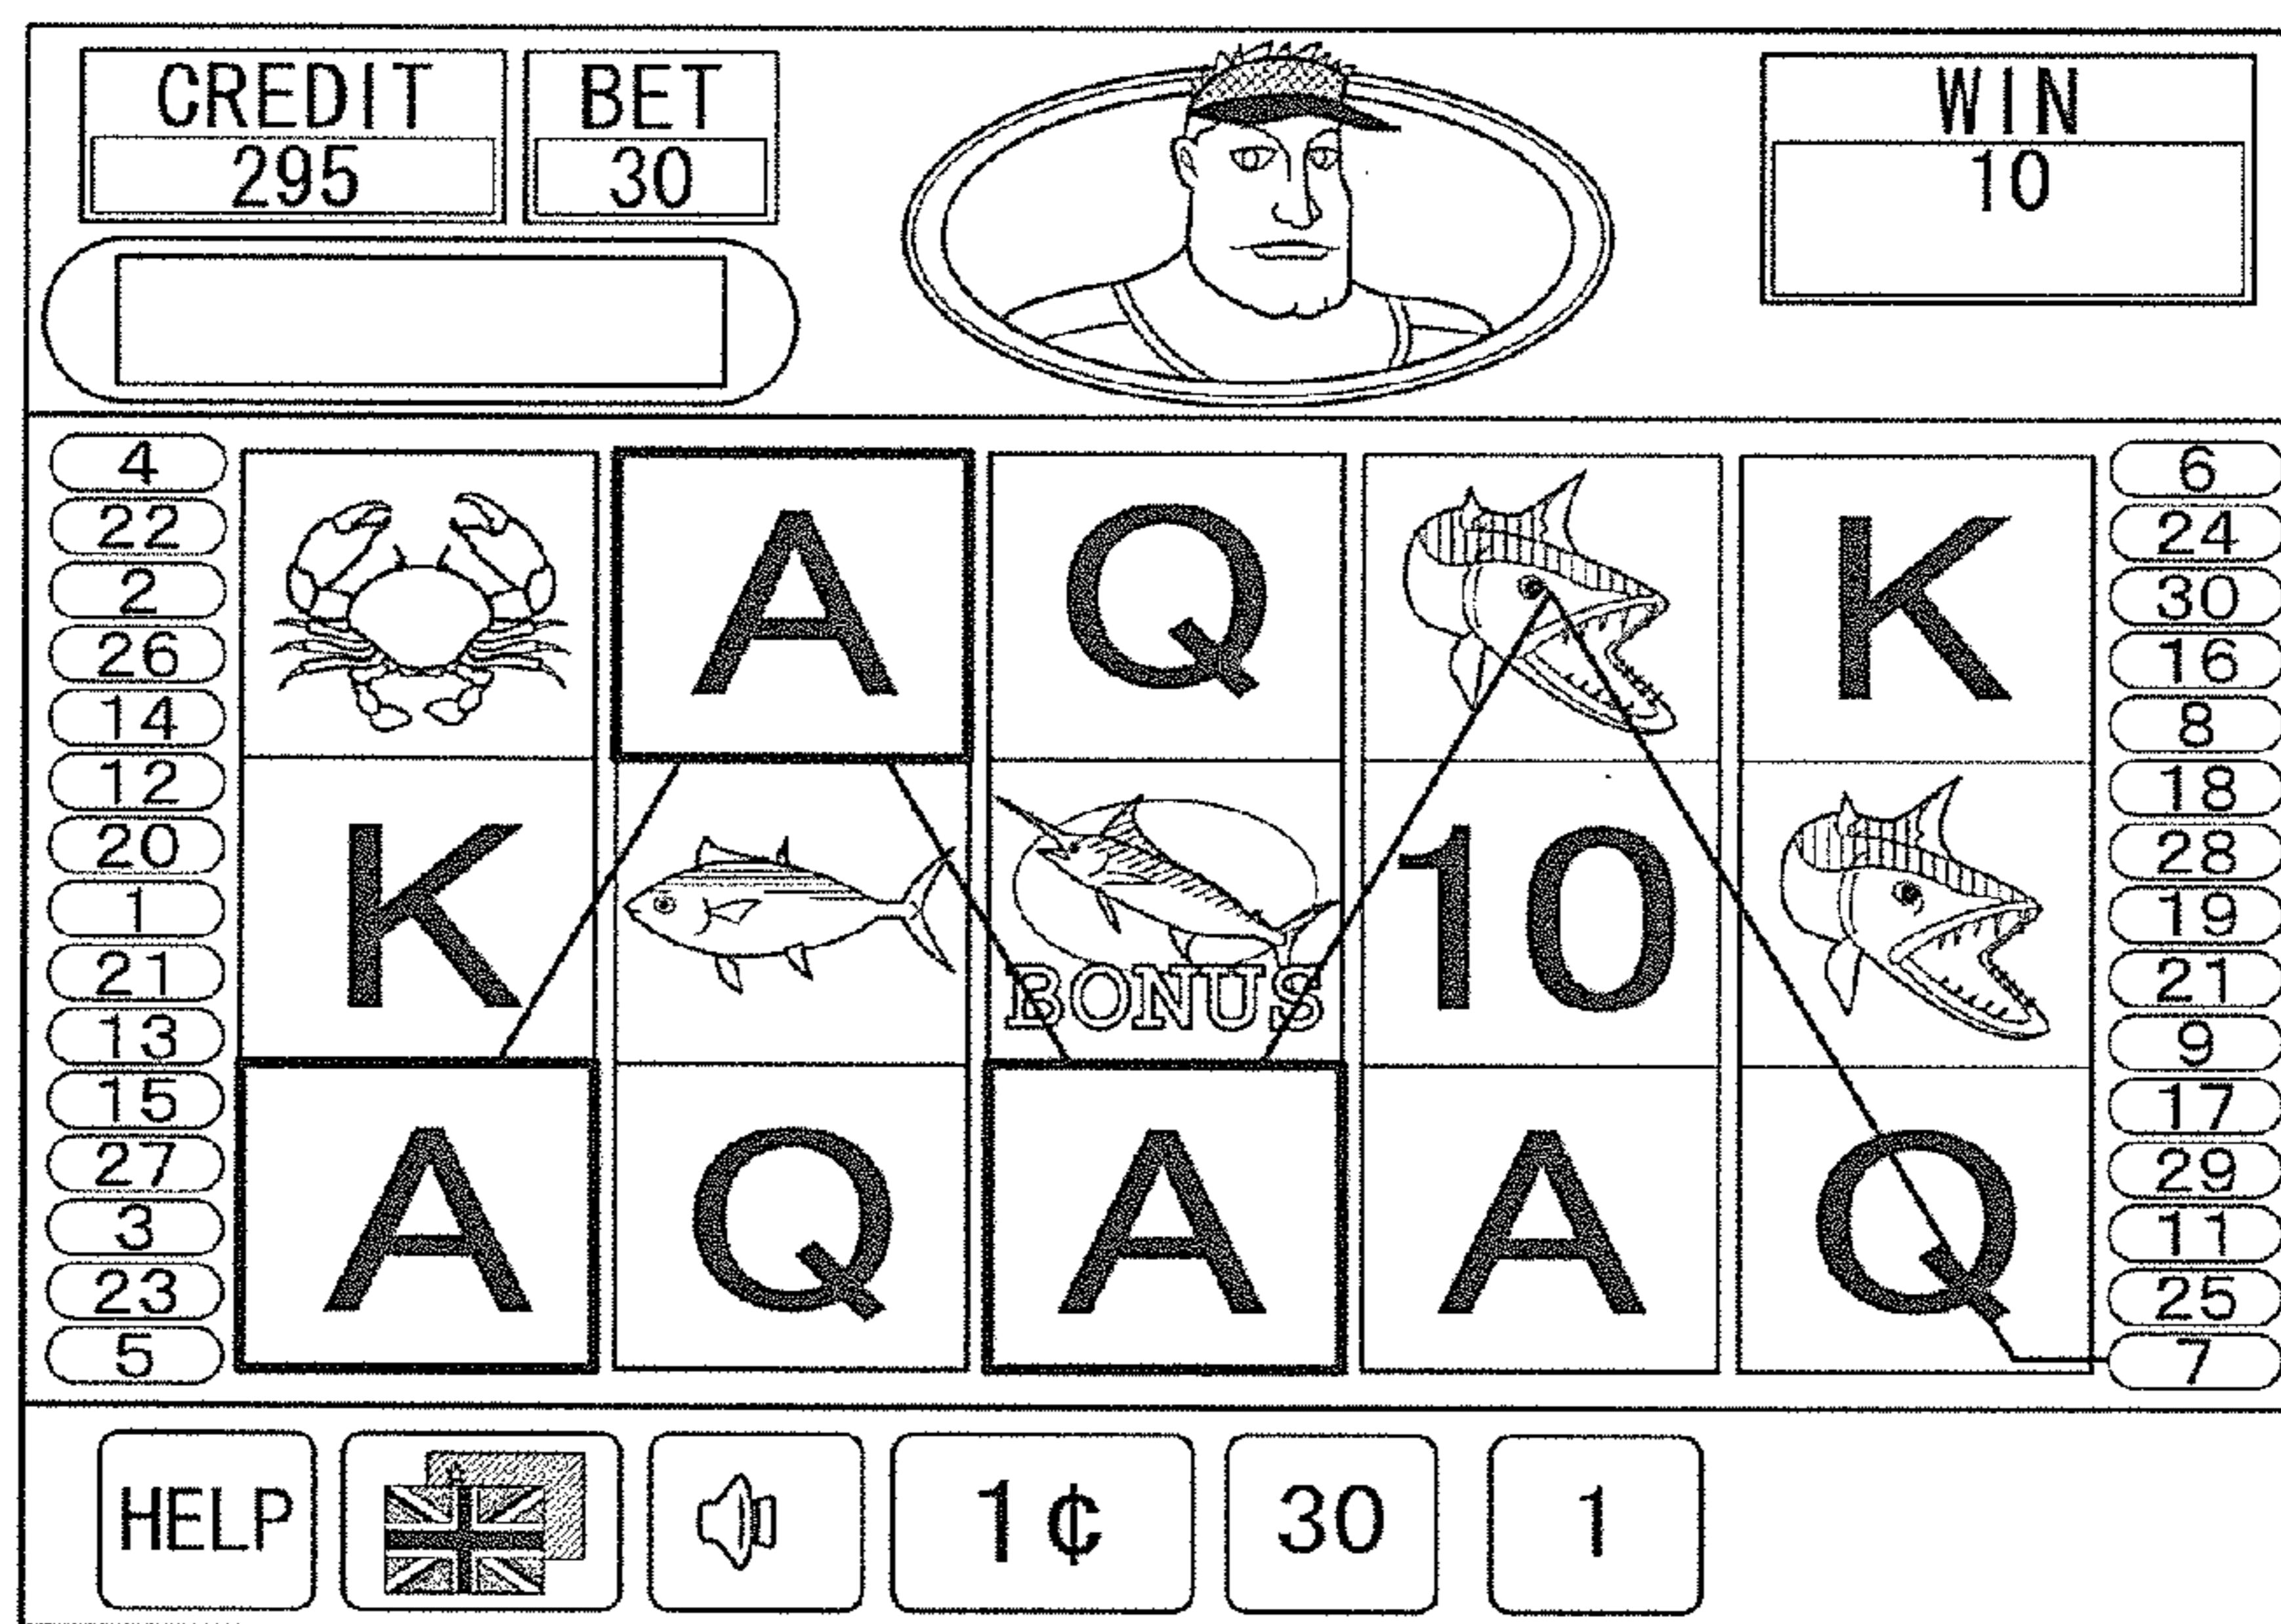 CREDIT BET WIN
295 30 10
4 6
22 A Q K 24
2 30
26 16
14 8
12 18
20 28
1 K 10 19
21 BONUS 21
13 9
15 17
27 29
3 A Q A A Q 11
23 25
5 7
HELP 1¢ 30 1